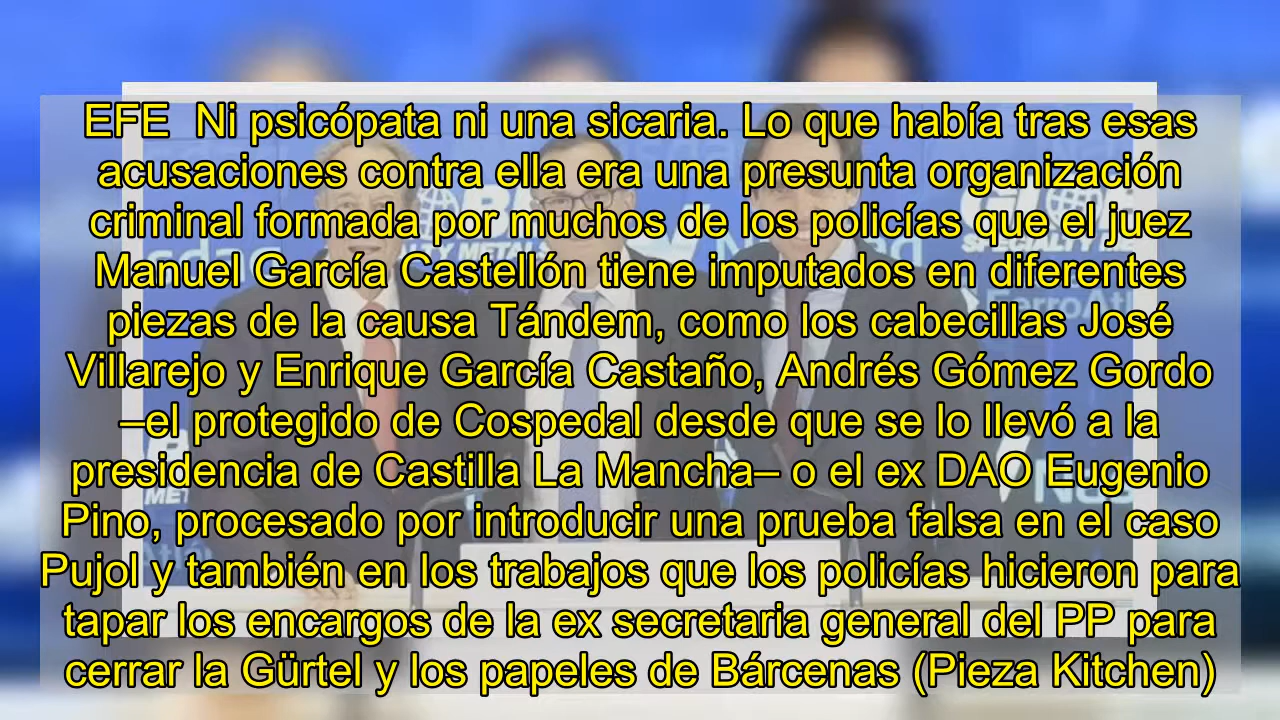 EFE  Ni psicópata ni una sicaria. Lo que había tras esas
acusaciones contra ella era una presunta organización
criminal formada por muchos de los policías que el juez
Manuel García Castellón tiene imputados en diferentes
piezas de la causa Tándem, como los cabecillas José
Villarejo y Enrique García Castaño, Andrés Gómez Gordo
–el protegido de Cospedal desde que se lo llevó a la
presidencia de Castilla La Mancha– o el ex DAO Eugenio
Pino, procesado por introducir una prueba falsa en el caso
Pujol y también en los trabajos que los policías hicieron para
tapar los encargos de la ex secretaria general del PP para
cerrar la Gürtel y los papeles de Bárcenas (Pieza Kitchen)